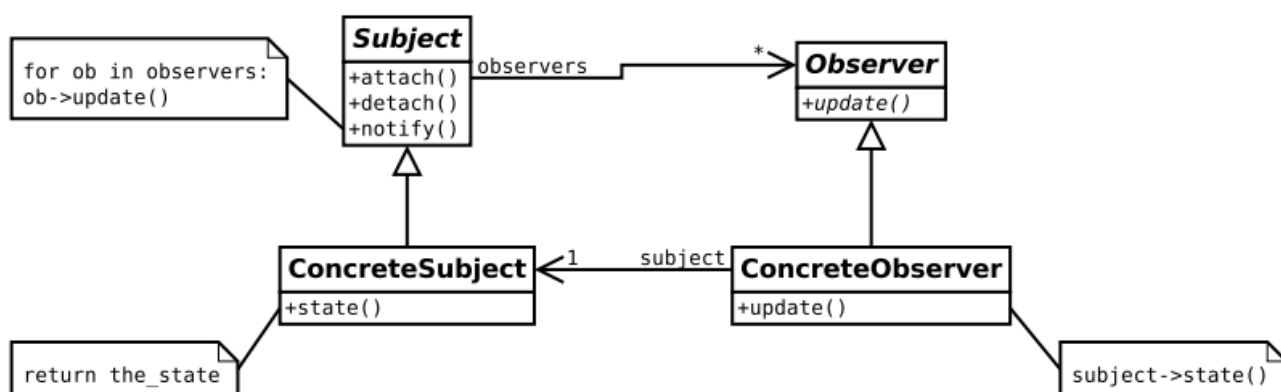 for ob in observers:
ob->update()
Subject
+attach()
+detach()
+notify()
observers
*
Observer
+update()
ConcreteSubject
+state()
1
subject
ConcreteObserver
+update()
return the_state
subject->state()